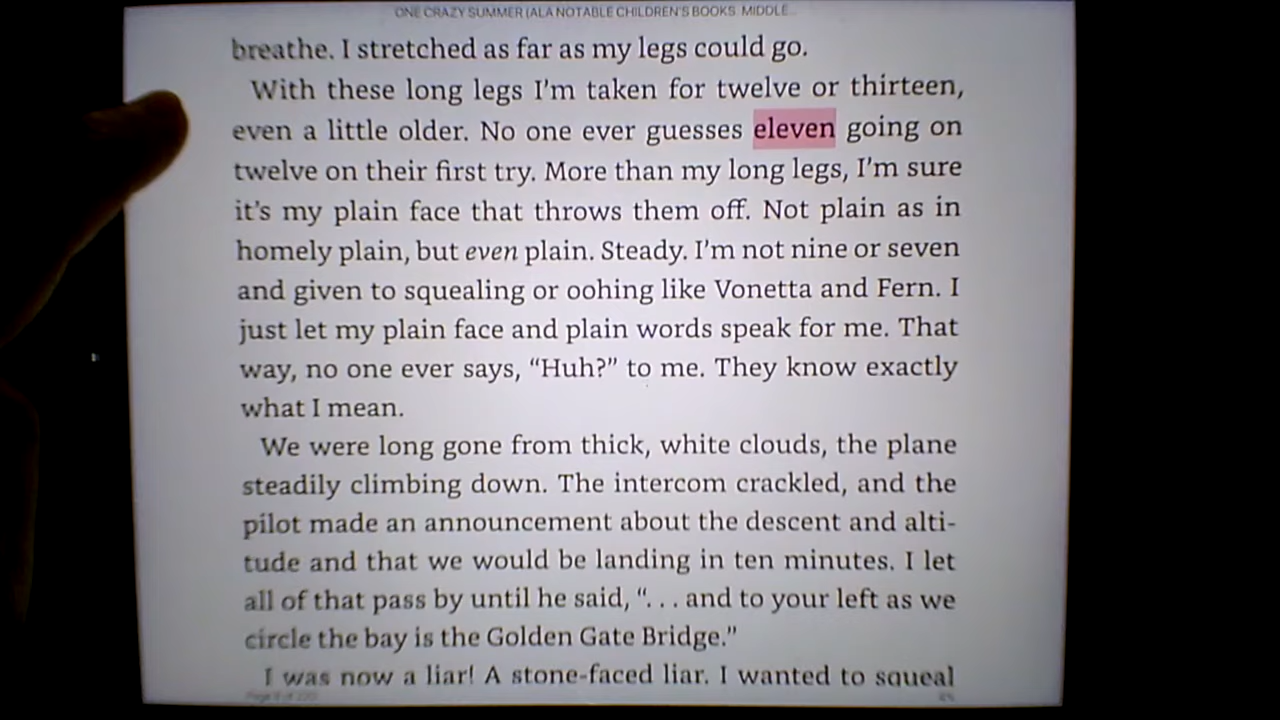 ONE CRAZY SUMMER (ALA NOTABLE CHILDREN'S BOOKS. MIDDLE...
breathe. I stretched as far as my legs could go.
With these long legs I'm taken for twelve or thirteen,
even a little older. No one ever guesses eleven going on
twelve on their first try. More than my long legs, I'm sure
it's my plain face that throws them off. Not plain as in
homely plain, but even plain. Steady. I'm not nine or seven
and given to squealing or oohing like Vonetta and Fern. I
just let my plain face and plain words speak for me. That
way, no one ever says, “Huh?” to me. They know exactly
what I mean.
We were long gone from thick, white clouds, the plane
steadily climbing down. The intercom crackled, and the
pilot made an announcement about the descent and alti-
tude and that we would be landing in ten minutes. I let
all of that pass by until he said, “. . . and to your left as we
circle the bay is the Golden Gate Bridge.”
I was now a liar! A stone-faced liar. I wanted to squeal